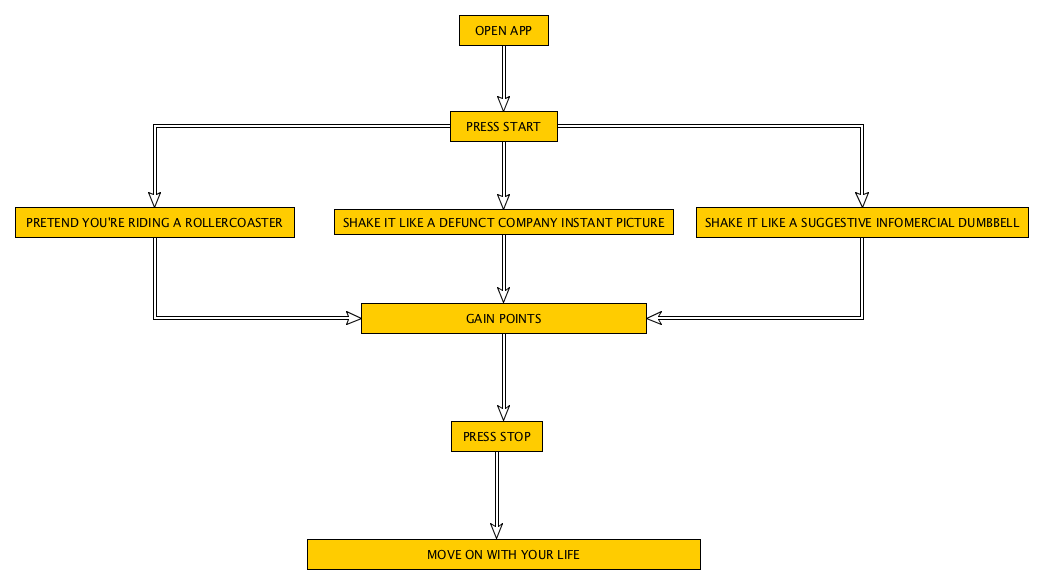 OPEN APP
PRESS START
PRETEND YOU'RE RIDING A ROLLERCOASTER
SHAKE IT LIKE A DEFUNCT COMPANY INSTANT PICTURE
SHAKE IT LIKE A SUGGESTIVE INFOMERCIAL DUMBBELL
GAIN POINTS
PRESS STOP
MOVE ON WITH YOUR LIFE